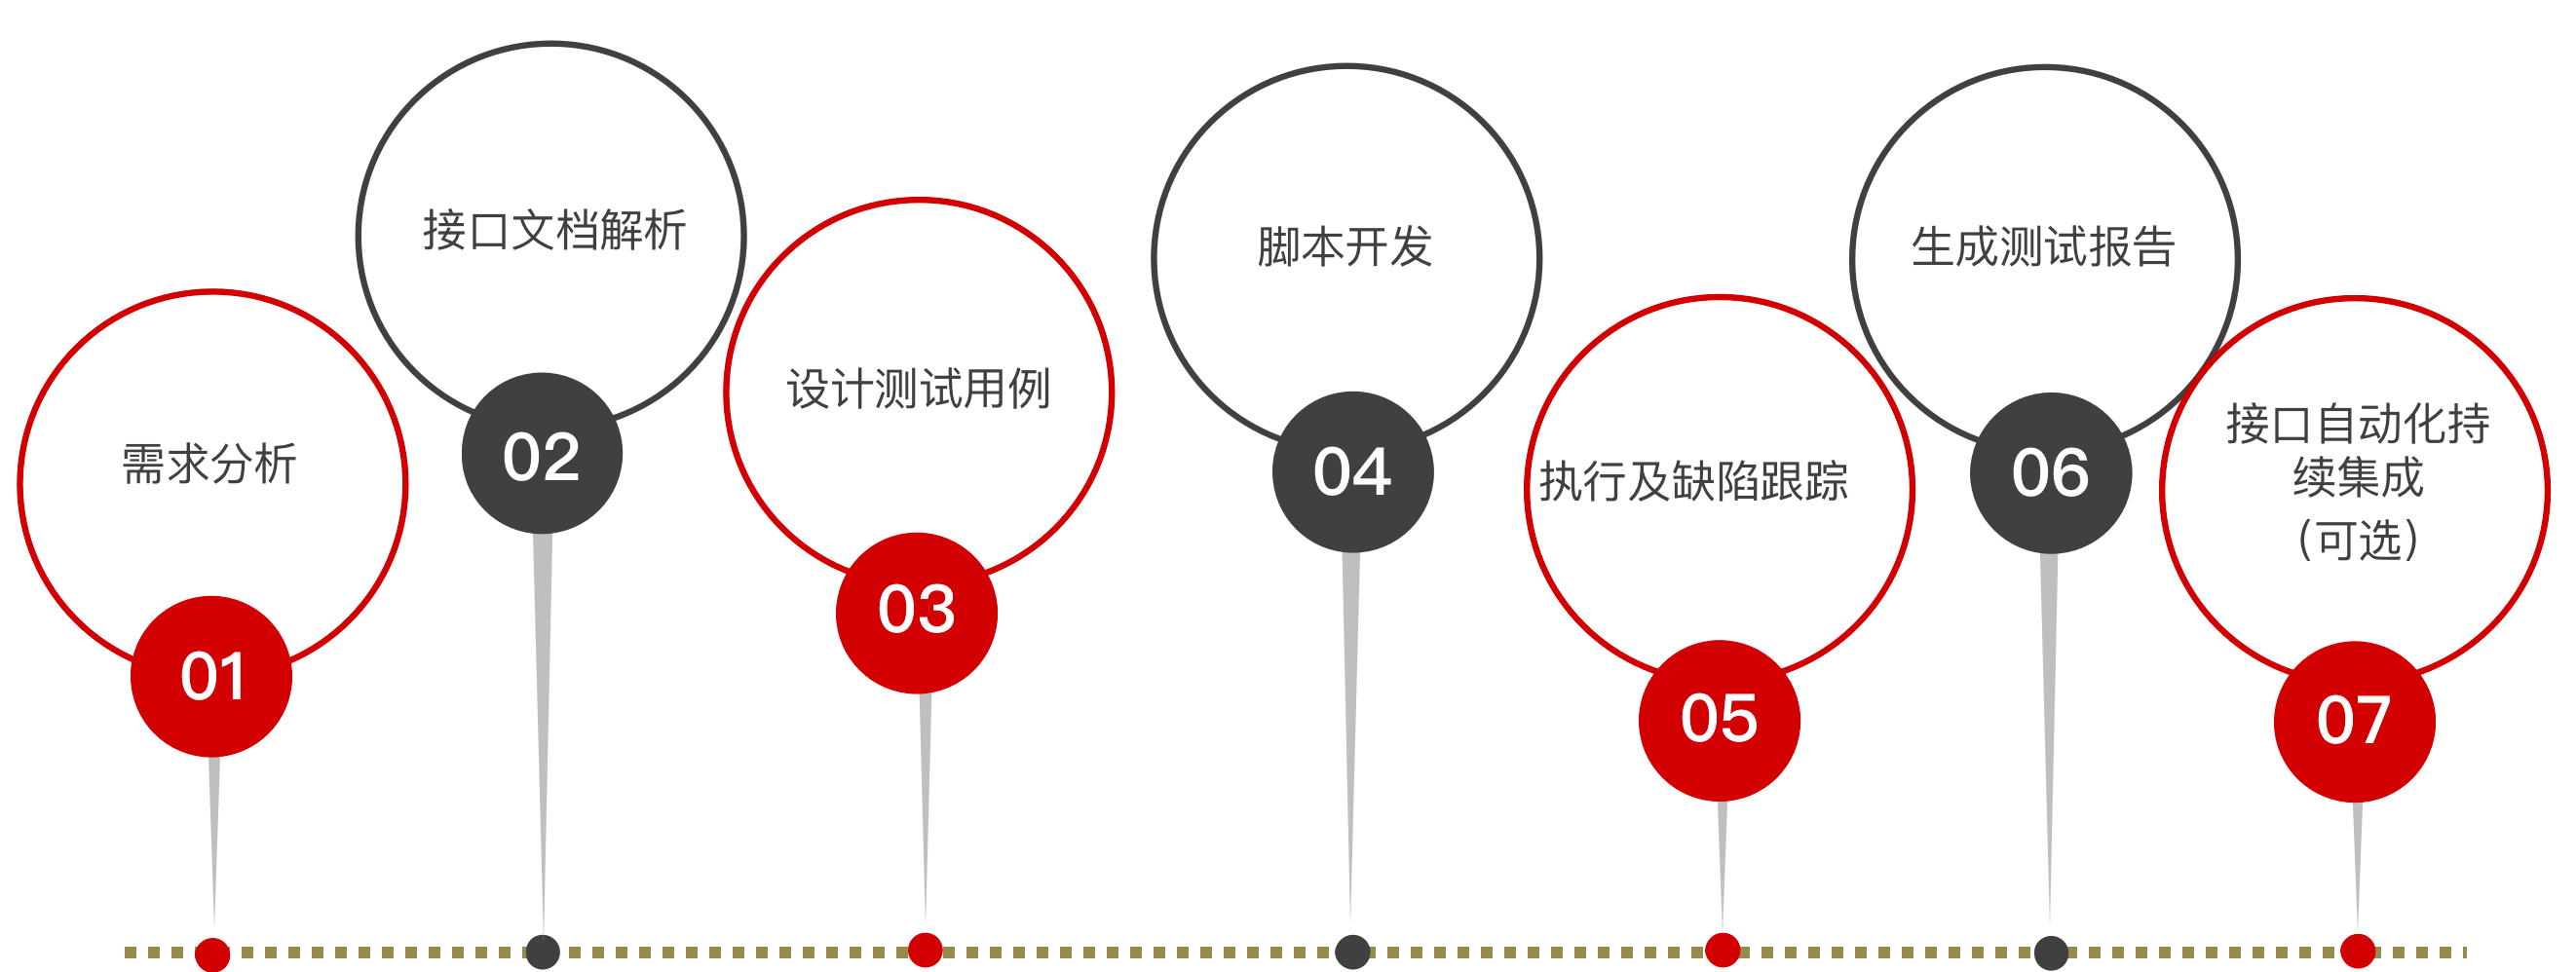 需求分析
01
接口文档解析
02
设计测试用例
03
脚本开发
04
执行及缺陷跟踪
05
生成测试报告
06
接口自动化持
续集成
(可选)
07